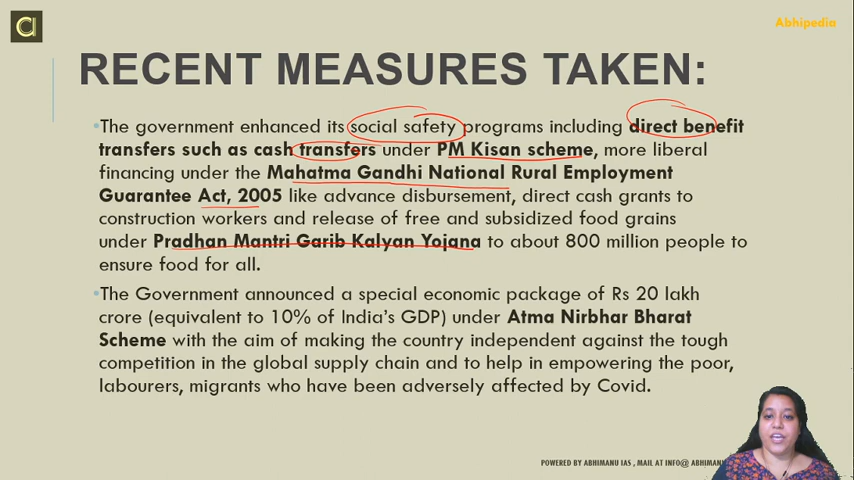 Abhipedia
RECENT MEASURES TAKEN:
•The government enhanced its social safety programs including direct benefit
transfers such as cash transfers under PM Kisan scheme, more liberal
financing under the Mahatma Gandhi National Rural Employment
Guarantee Act, 2005 like advance disbursement, direct cash grants to
construction workers and release of free and subsidized food grains
under Pradhan Mantri Garib Kalyan Yojana to about 800 million people to
ensure food for all.
•The Government announced a special economic package of Rs 20 lakh
crore (equivalent to 10% of India's GDP) under Atma Nirbhar Bharat
Scheme with the aim of making the country independent against the tough
competition in the global supply chain and to help in empowering the poor,
labourers, migrants who have been adversely affected by Covid.
POWERED BY ABHIMANU IAS , MAIL AT INFO@ ABHIMANU